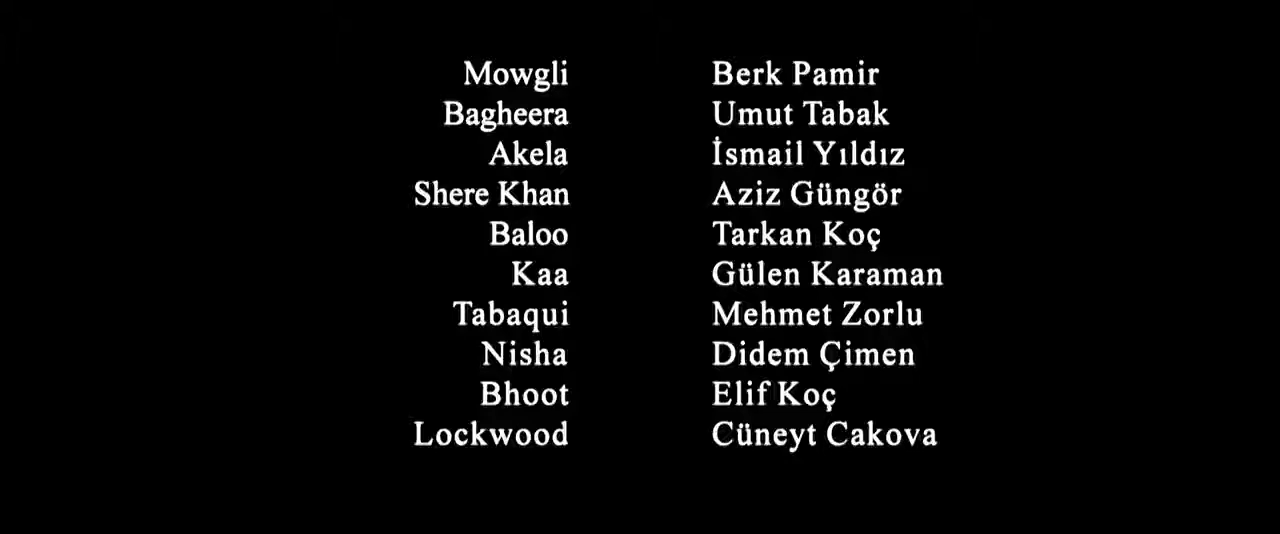 Mowgli Berk Pamir
Bagheera Umut Tabak
Akela İsmail Yıldız
Shere Khan Aziz Güngör
Baloo Tarkan Koç
Kaa Gülen Karaman
Tabaqui Mehmet Zorlu
Nisha Didem Çimen
Bhoot Elif Koç
Lockwood Cüneyt Cakova